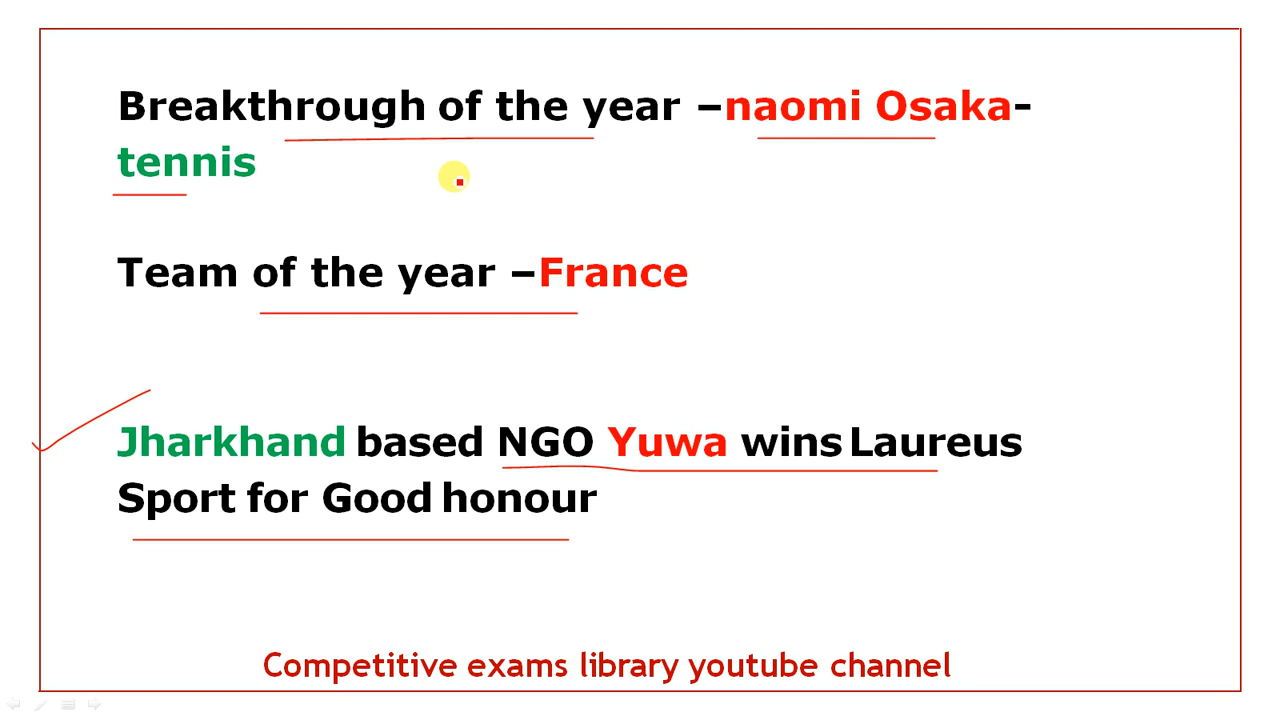 Breakthrough of the year –naomi Osaka-
tennis
Team of the year –France
Jharkhand based NGO Yuwa wins Laureus
Sport for Good honour
Competitive exams library youtube channel